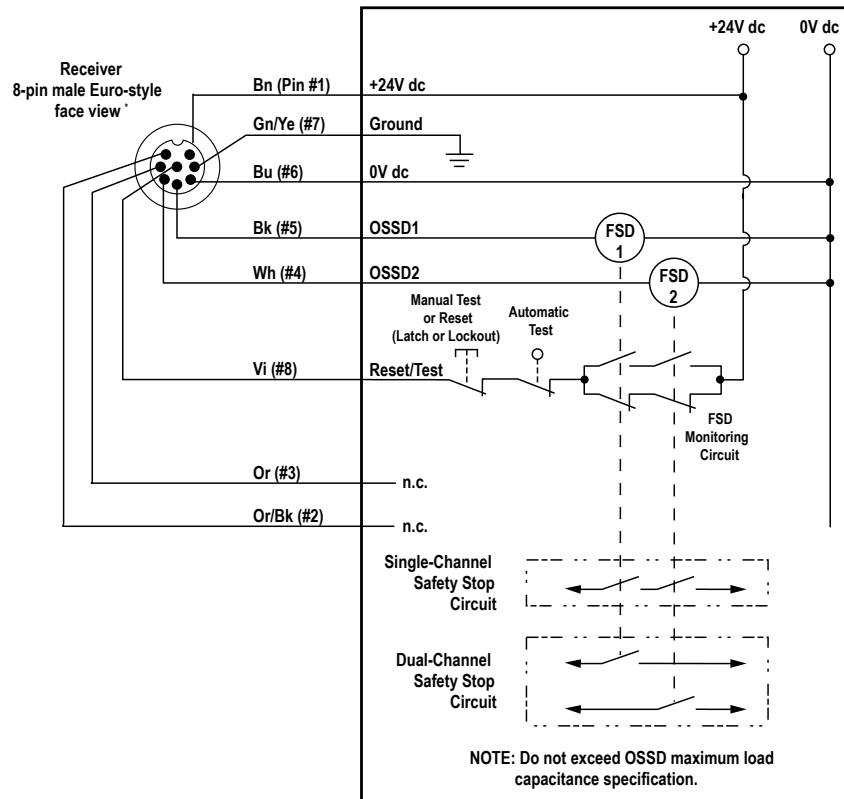 +24V dc 0V dc
Receiver
8-pin male Euro-style
face view *
Bn (Pin #1) +24V dc
Gn/Ye (#7) Ground
Bu (#6) 0V dc
Bk (#5) OSSD1
FSD
1
Wh (#4) OSSD2
FSD
2
Manual Test
or Reset
(Latch or Lockout)
Automatic
Test
Vi (#8) Reset/Test
FSD
Monitoring
Circuit
Or (#3) n.c.
Or/Bk (#2) n.c.
Single-Channel
Safety Stop
Circuit
Dual-Channel
Safety Stop
Circuit
NOTE: Do not exceed OSSD maximum load
capacitance specification.